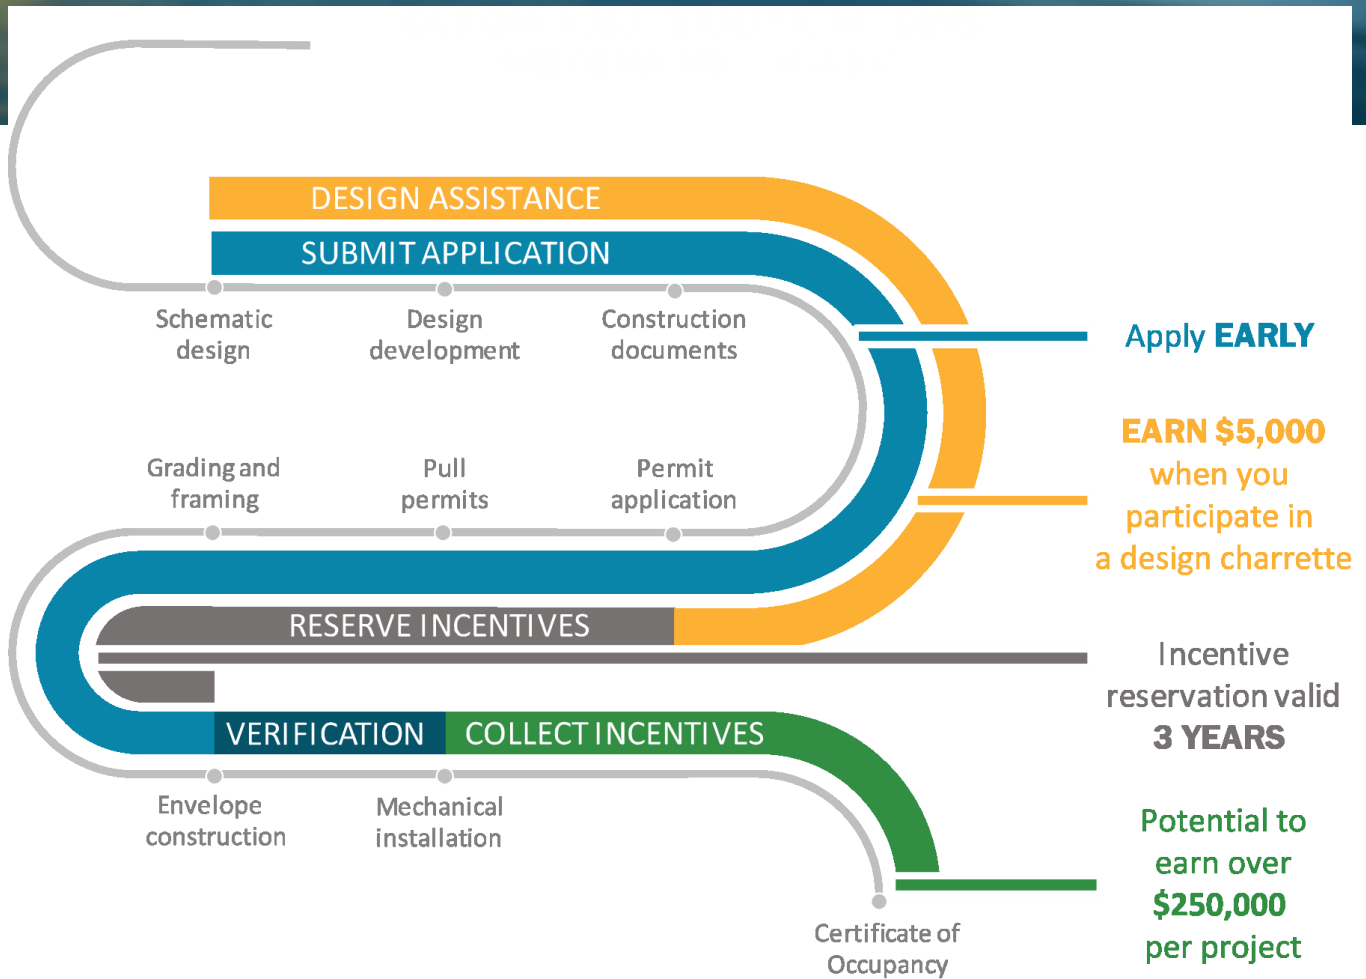 DESIGN ASSISTANCE
SUBMIT APPLICATION
Schematic
design
Design
development
Construction
documents
Apply EARLY
EARN $5,000
when you
participate in
a design charrette
Grading and
framing
Pull
permits
Permit
application
RESERVE INCENTIVES
Incentive
reservation valid
3 YEARS
VERIFICATION
COLLECT INCENTIVES
Envelope
construction
Mechanical
installation
Potential to
earn over
$250,000
per project
Certificate of
Occupancy